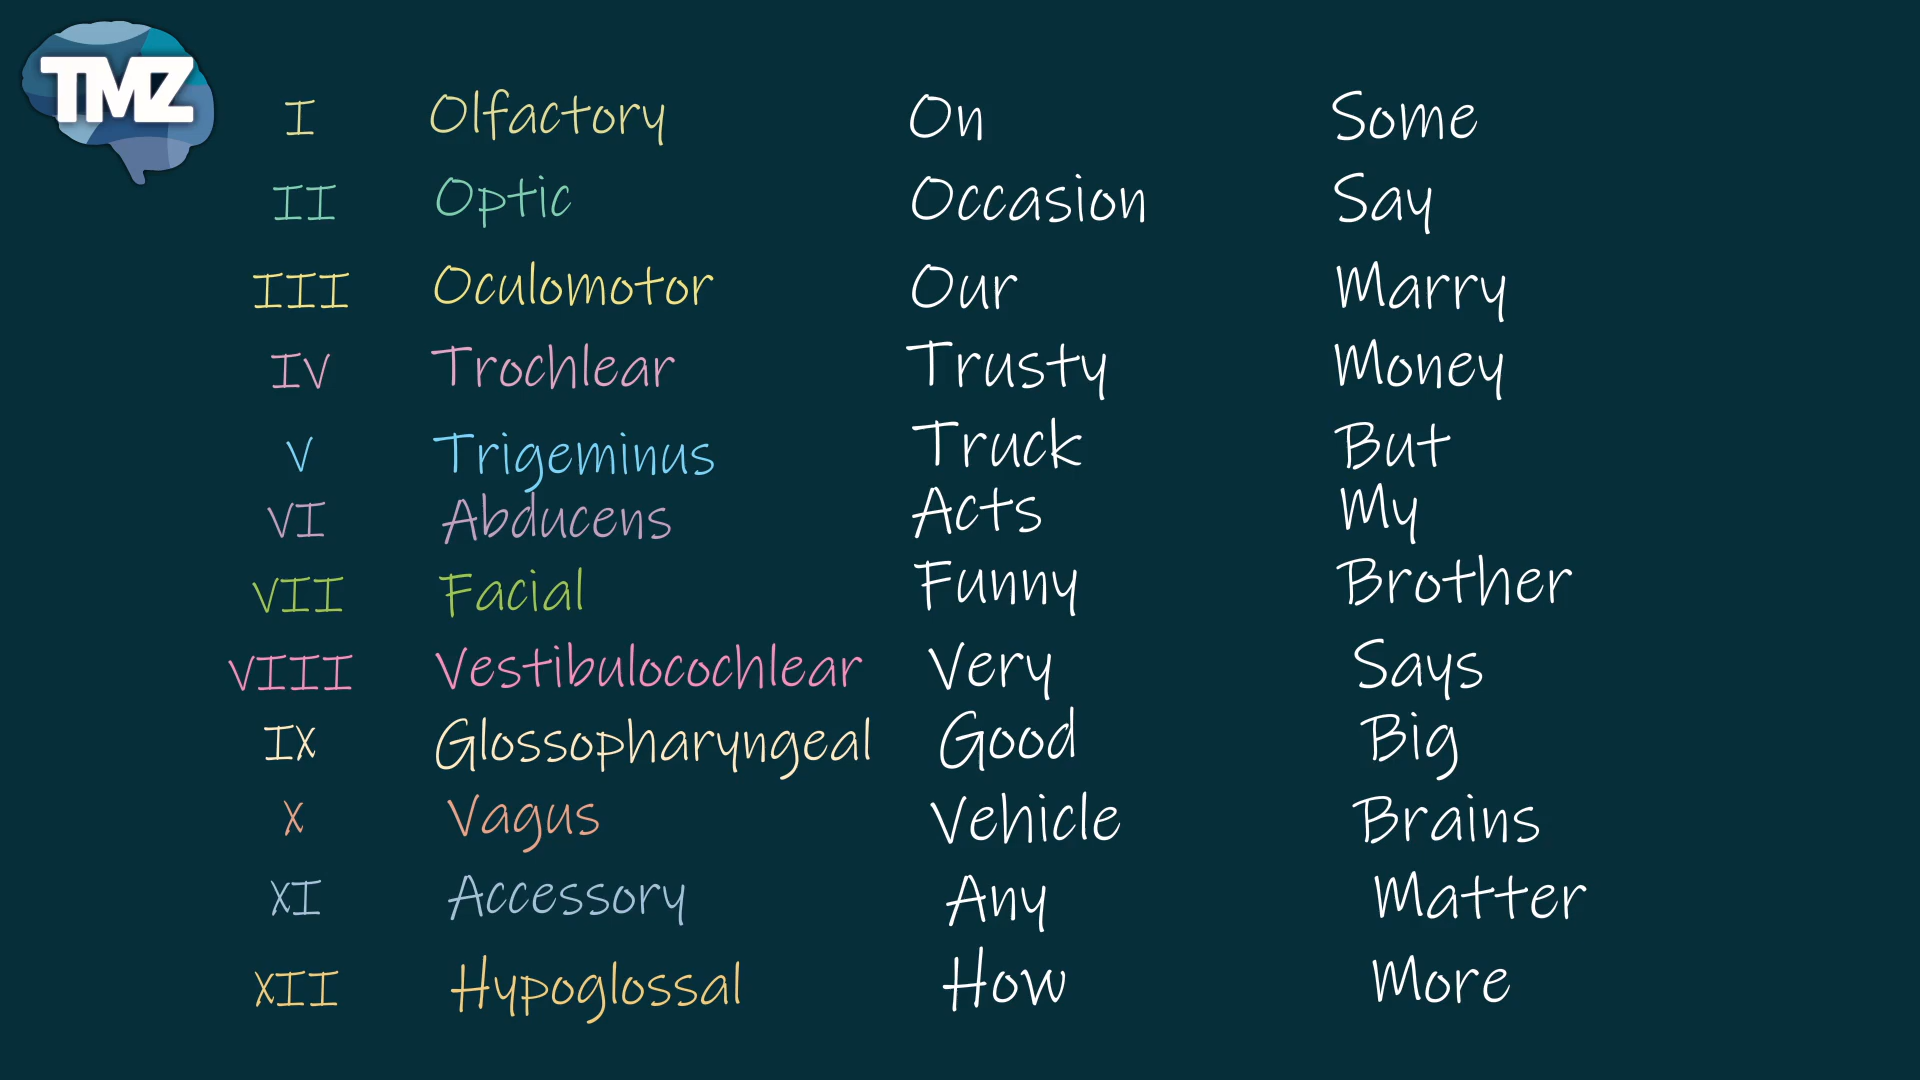 TMZ
I Olfactory On Some
II Optic Occasion Say
III Oculomotor Our Marry
IV Trochlear Trusty Money
V Trigeminus Truck But
VI Abducens Acts My
VII Facial Funny Brother
VIII Vestibulocochlear Very Says
IX Glossopharyngeal Good Big
X Vagus Vehicle Brains
XI Accessory Any Matter
XII Hypoglossal How More